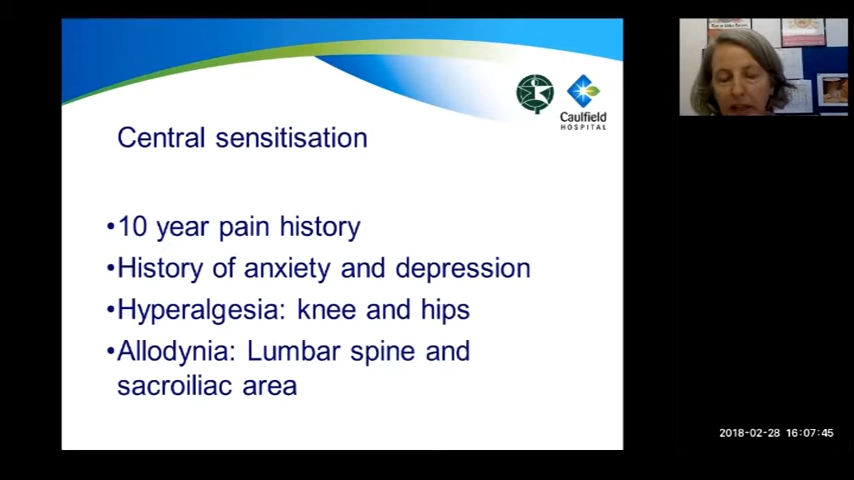 Caulfield
HOSPITAL
Central sensitisation
•10 year pain history
•History of anxiety and depression
•Hyperalgesia: knee and hips
•Allodynia: Lumbar spine and
sacroiliac area
2018-02-28 16:07:45